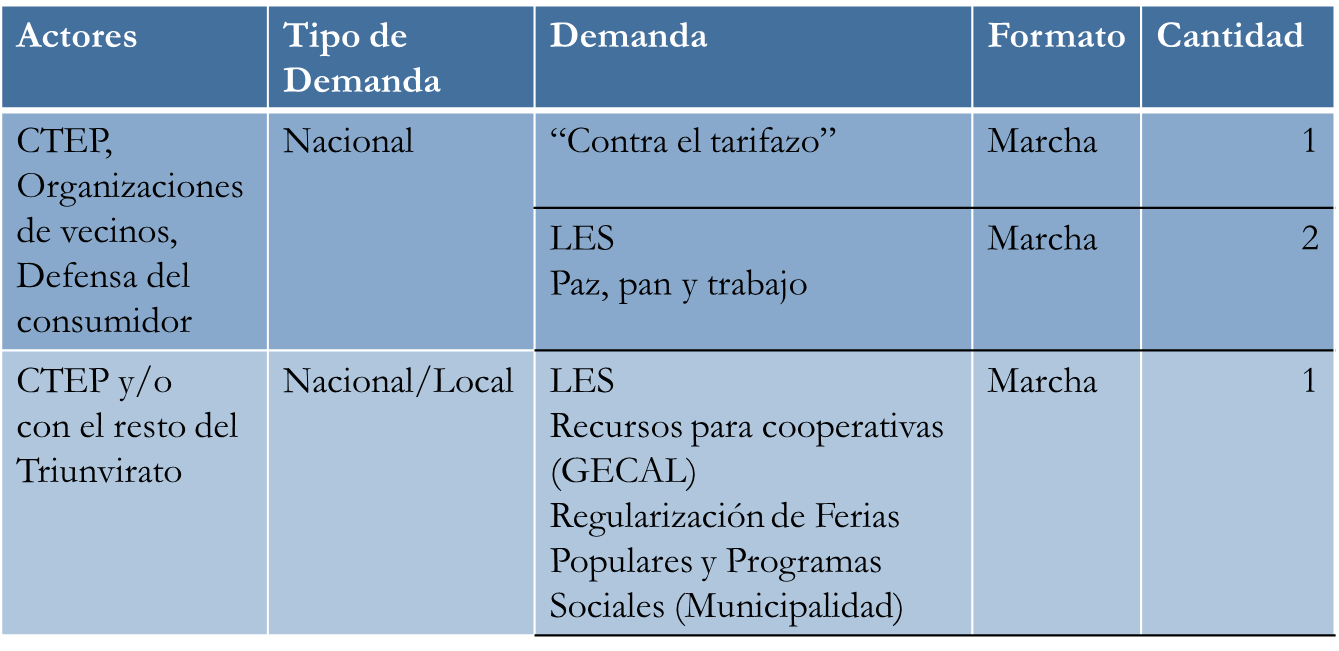 Actores
Tipo de
Demanda
Demanda
Formato
Cantidad
CTEP,
Organizaciones
de vecinos,
Defensa del
consumidor
Nacional
“Contra el tarifazo”
Marcha
1
LES
Paz, pan y trabajo
Marcha
2
CTEP y/o
con el resto del
Triunvirato
Nacional/Local
LES
Recursos para cooperativas
(GECAL)
Regularización de Ferias
Populares y Programas
Sociales (Municipalidad)
Marcha
1